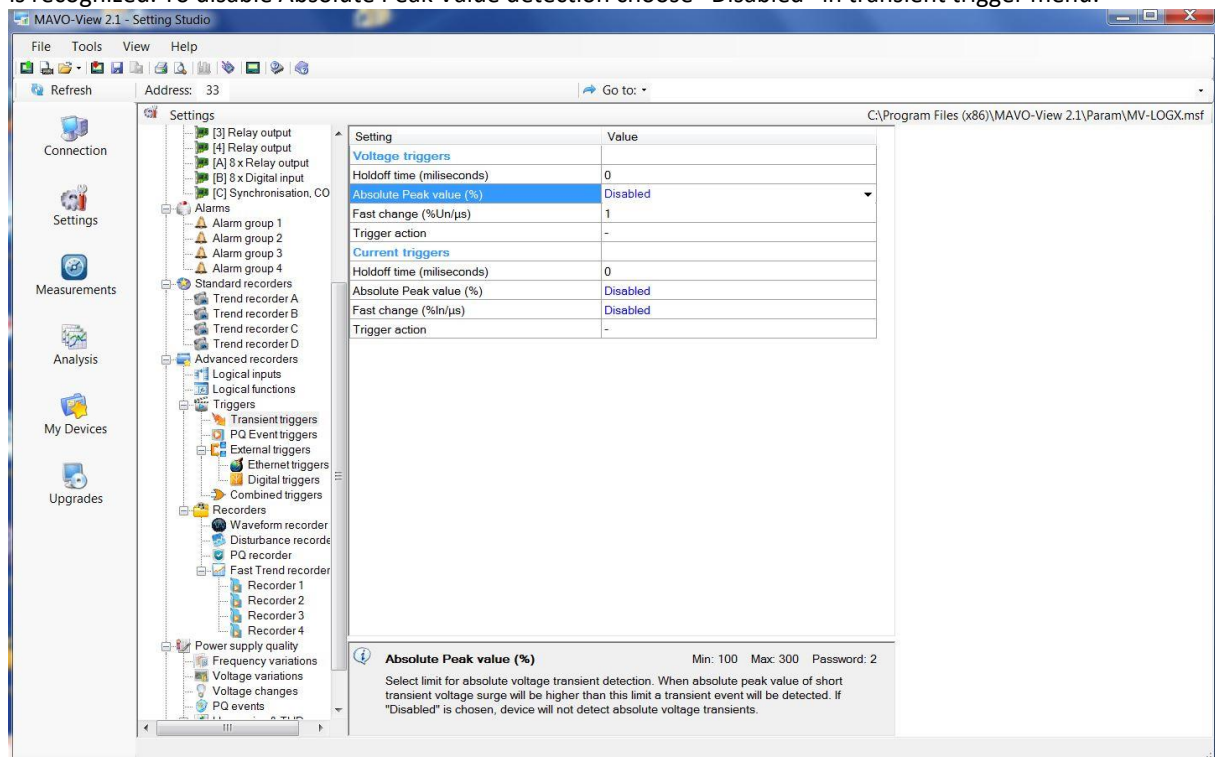 is recognized. To disable Absolute Peak Value detection choose "Disabled" in transient trigger menu.
MAVO-View 2.1 - Setting Studio
File Tools View Help
Refresh Address: 33 Go to:
Settings C:\Program Files (x86)\MAVO-View 2.1\Param\MV-LOGX.msf
Connection
Settings
Measurements
Analysis
My Devices
Upgrades
[3] Relay output
[4] Relay output
[A] 8 x Relay output
[B] 8 x Digital input
[C] Synchronisation, CO
Alarms
Alarm group 1
Alarm group 2
Alarm group 3
Alarm group 4
Standard recorders
Trend recorder A
Trend recorder B
Trend recorder C
Trend recorder D
Advanced recorders
Logical inputs
Logical functions
Triggers
Transient triggers
PQ Event triggers
External triggers
Ethernet triggers
Digital triggers
Combined triggers
Recorders
Waveform recorder
Disturbance recorde
PQ recorder
Fast Trend recorder
Recorder 1
Recorder 2
Recorder 3
Recorder 4
Power supply quality
Frequency variations
Voltage variations
Voltage changes
PQ events
Setting Value
Voltage triggers
Holdoff time (miliseconds) 0
Absolute Peak value (%) Disabled
Fast change (%Un/µs) 1
Trigger action -
Current triggers
Holdoff time (miliseconds) 0
Absolute Peak value (%) Disabled
Fast change (%In/µs) Disabled
Trigger action -
Absolute Peak value (%) Min: 100 Max: 300 Password: 2
Select limit for absolute voltage transient detection. When absolute peak value of short
transient voltage surge will be higher than this limit a transient event will be detected. If
"Disabled" is chosen, device will not detect absolute voltage transients.